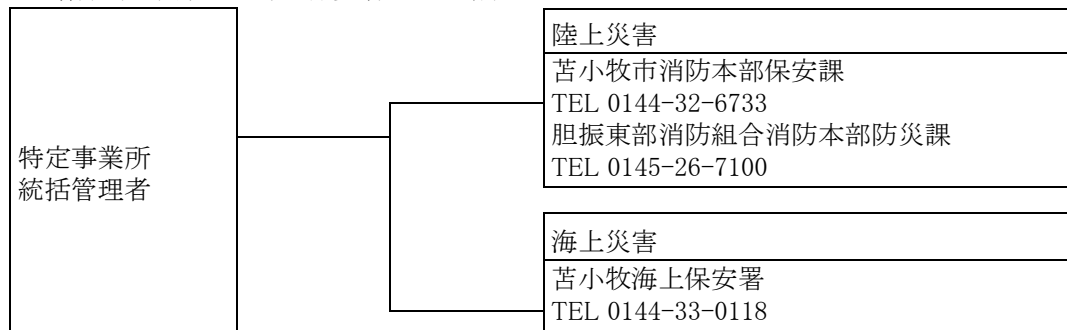 特定事業所
統括管理者
陸上災害
苫小牧市消防本部保安課
TEL 0144-32-6733
胆振東部消防組合消防本部防災課
TEL 0145-26-7100
海上災害
苫小牧海上保安署
TEL 0144-33-0118